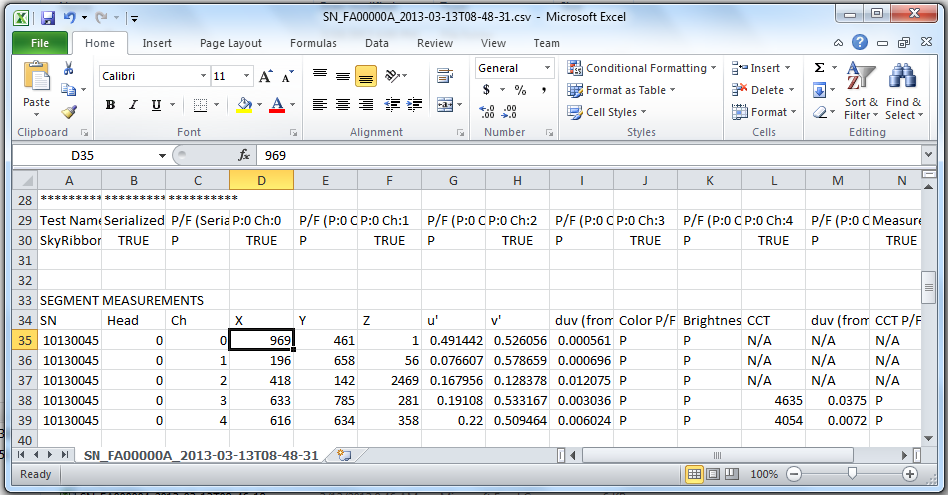 SN_FA00000A_2013-03-13T08-48-31.csv - Microsoft Excel
File Home Insert Page Layout Formulas Data Review View Team
Paste Calibri 11 General Conditional Formatting Insert Σ
B I U $ % , Format as Table Delete Sort & Filter Find & Select
Cell Styles Format
Clipboard Font Alignment Number Styles Cells Editing
D35 fx 969
A B C D E F G H I J K L M N
28 ********* ********* **********
29 Test Name Serialized P/F (Seria P:0 Ch:0 P/F (P:0 C P:0 Ch:1 P/F (P:0 C P:0 Ch:2 P/F (P:0 C P:0 Ch:3 P/F (P:0 C P:0 Ch:4 P/F (P:0 C Measure
30 SkyRibbor TRUE P TRUE P TRUE P TRUE P TRUE P TRUE P TRUE
31
32
33 SEGMENT MEASUREMENTS
34 SN Head Ch X Y Z u' v' duv (from Color P/F Brightnes CCT duv (from CCT P/F
35 10130045 0 0 969 461 1 0.491442 0.526056 0.000561 P P N/A N/A N/A
36 10130045 0 1 196 658 56 0.076607 0.578659 0.000696 P P N/A N/A N/A
37 10130045 0 2 418 142 2469 0.167956 0.128378 0.012075 P P N/A N/A N/A
38 10130045 0 3 633 785 281 0.19108 0.533167 0.003036 P P 4635 0.0375 P
39 10130045 0 4 616 634 358 0.22 0.509464 0.006024 P P 4054 0.0072 P
40
SN_FA00000A_2013-03-13T08-48-31
Ready 100%